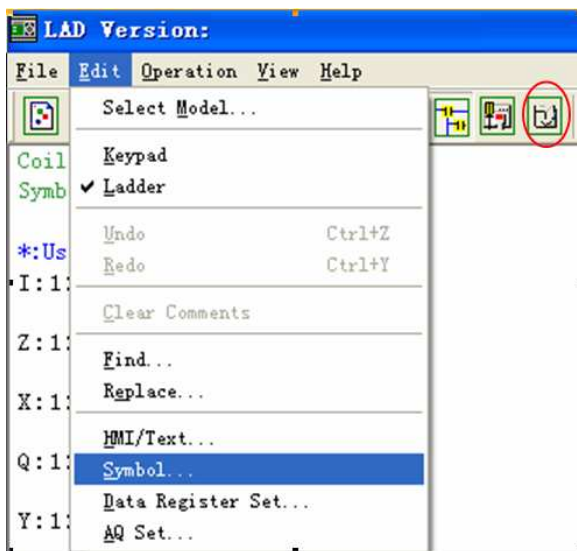 LAD Version:
File Edit Operation View Help
Select Model...
Coil
Keypad
Symb ✔ Ladder
Undo Ctrl+Z
*:Us
Redo Ctrl+Y
I:1
Clear Comments
Z:1
Find...
X:1
Replace...
HMI/Text...
Q:1
Symbol...
Data Register Set...
Y:1
AQ Set...